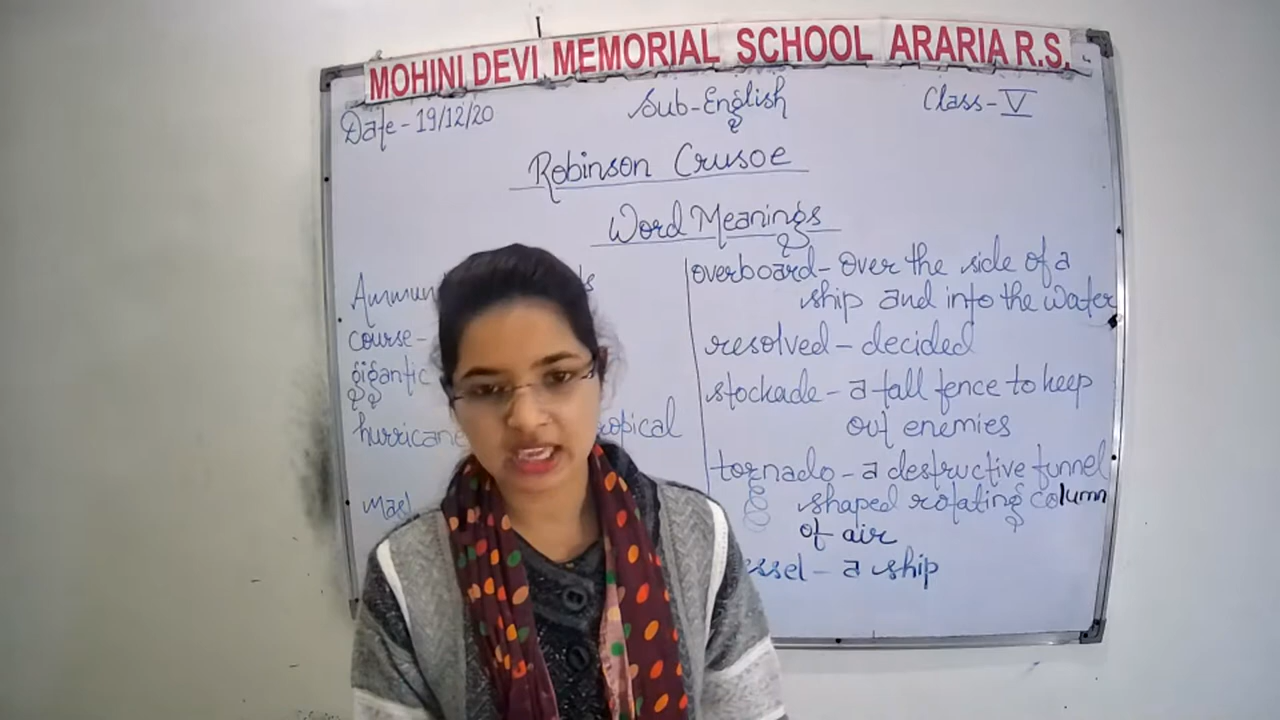 MOHINI DEVI MEMORIAL SCHOOL ARARIA R.S.
Date - 19/12/20 Sub-English Class - V
Robinson Crusoe
Word Meanings
course -
gigantic
hurricane
overboard - over the side of a
ship and into the water
resolved - decided
stockade - a tall fence to keep
out enemies
tornado - a destructive funnel
shaped rotating column
of air
- a ship